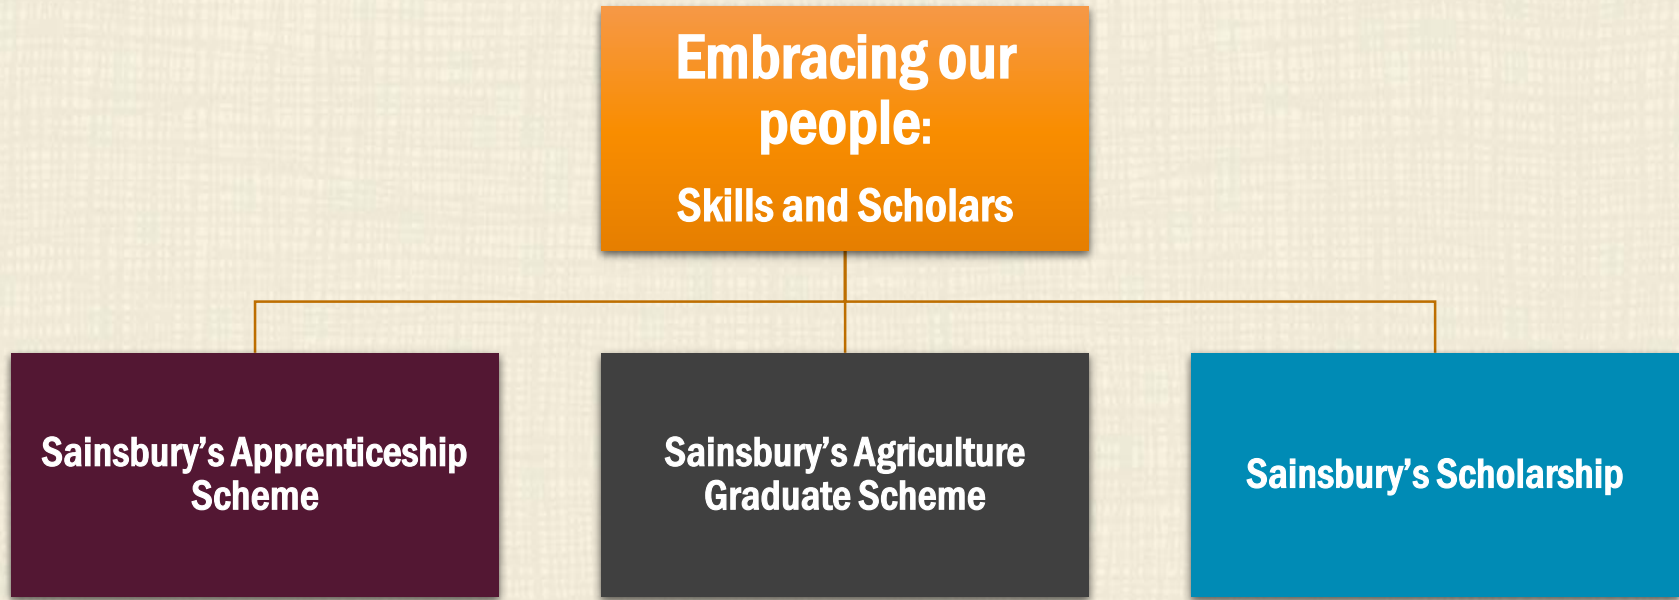 Embracing our
people:
Skills and Scholars
Sainsbury’s Apprenticeship
Scheme
Sainsbury’s Agriculture
Graduate Scheme
Sainsbury’s Scholarship